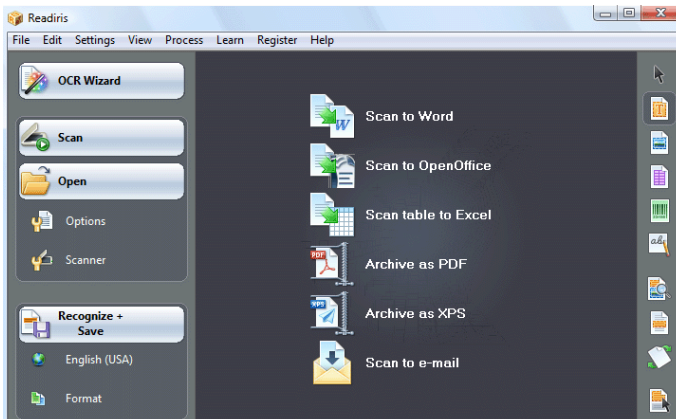 Readiris
File Edit Settings View Process Learn Register Help
OCR Wizard
Scan
Open
Options
Scanner
Recognize +
Save
English (USA)
Format
Scan to Word
Scan to OpenOffice
Scan table to Excel
Archive as PDF
Archive as XPS
Scan to e-mail
W
PDF
XPS
T